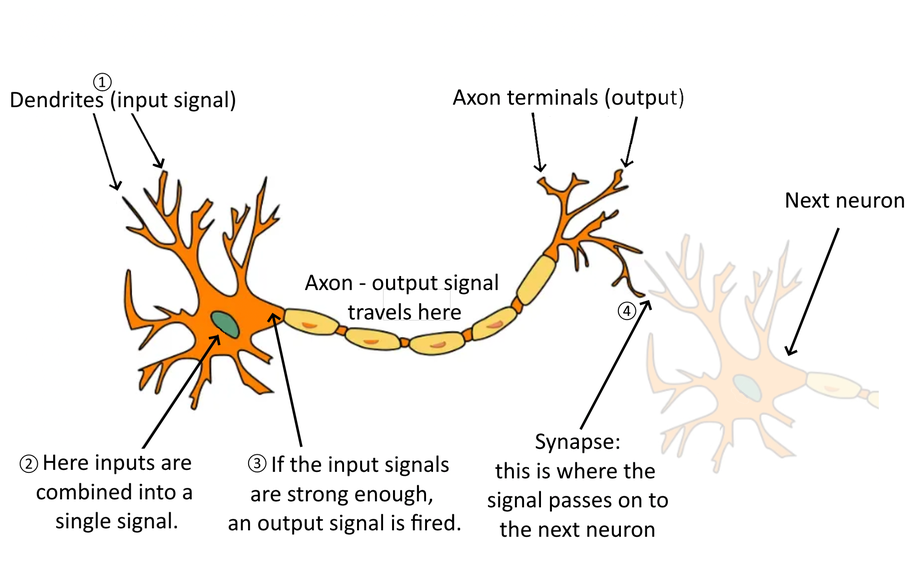 ①
Dendrites (input signal)
Axon terminals (output)
Next neuron
Axon - output signal
travels here
④
② Here inputs are
combined into a
single signal.
③ If the input signals
are strong enough,
an output signal is fired.
Synapse:
this is where the
signal passes on to
the next neuron